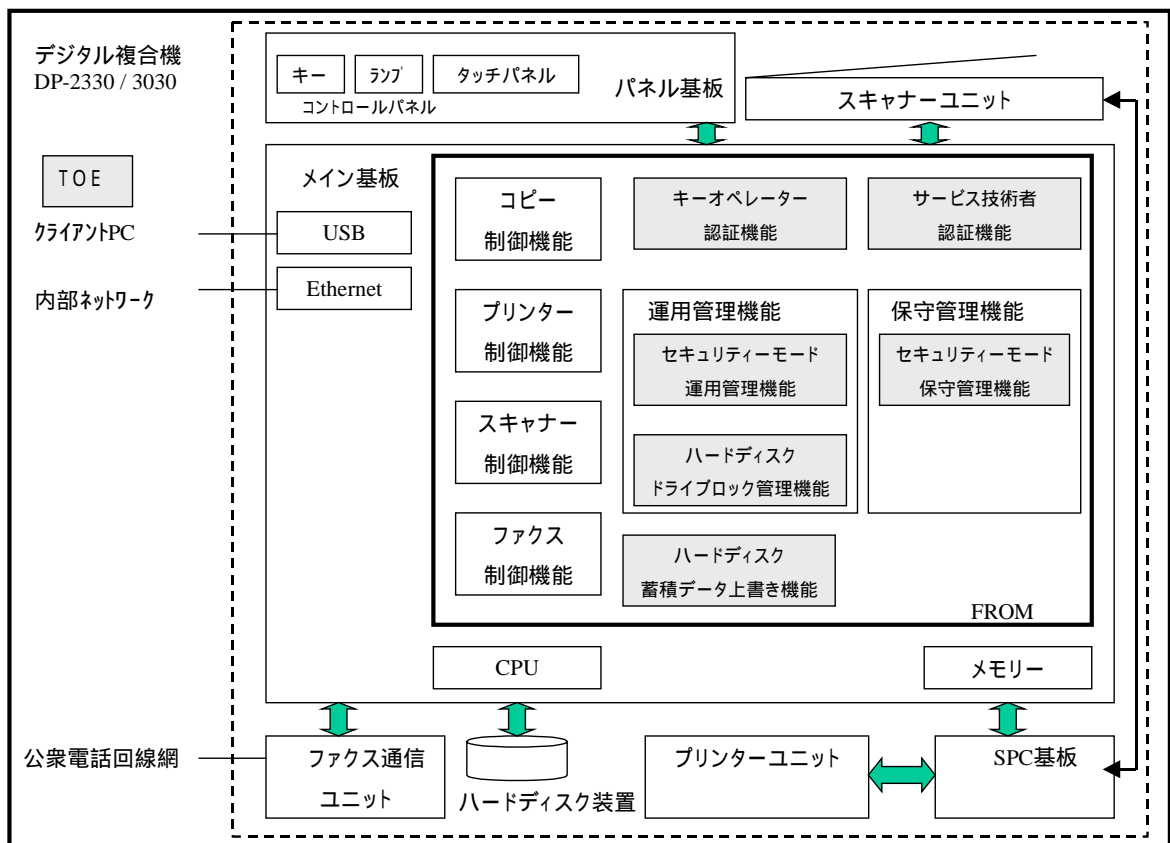 デジタル複合機
DP-2330 / 3030
キー
ﾗﾝﾌﾟ
タッチパネル
コントロールパネル
パネル基板
スキャナーユニット
TOE
ｸﾗｲｱﾝﾄPC
内部ﾈｯﾄﾜｰｸ
メイン基板
USB
Ethernet
コピー
制御機能
キーオペレーター
認証機能
サービス技術者
認証機能
プリンター
制御機能
運用管理機能
セキュリティーモード
運用管理機能
保守管理機能
セキュリティーモード
保守管理機能
スキャナー
制御機能
ハードディスク
ドライブロック管理機能
ファクス
制御機能
ハードディスク
蓄積データ上書き機能
FROM
CPU
メモリー
公衆電話回線網
ファクス通信
ユニット
ハードディスク装置
プリンターユニット
SPC基板